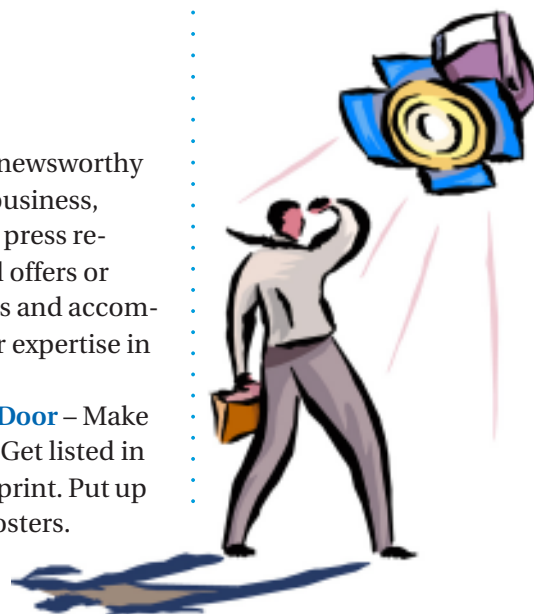 newsworthy
business,
press re-
offers or
s and accom-
r expertise in
Door – Make
Get listed in
print. Put up
osters.